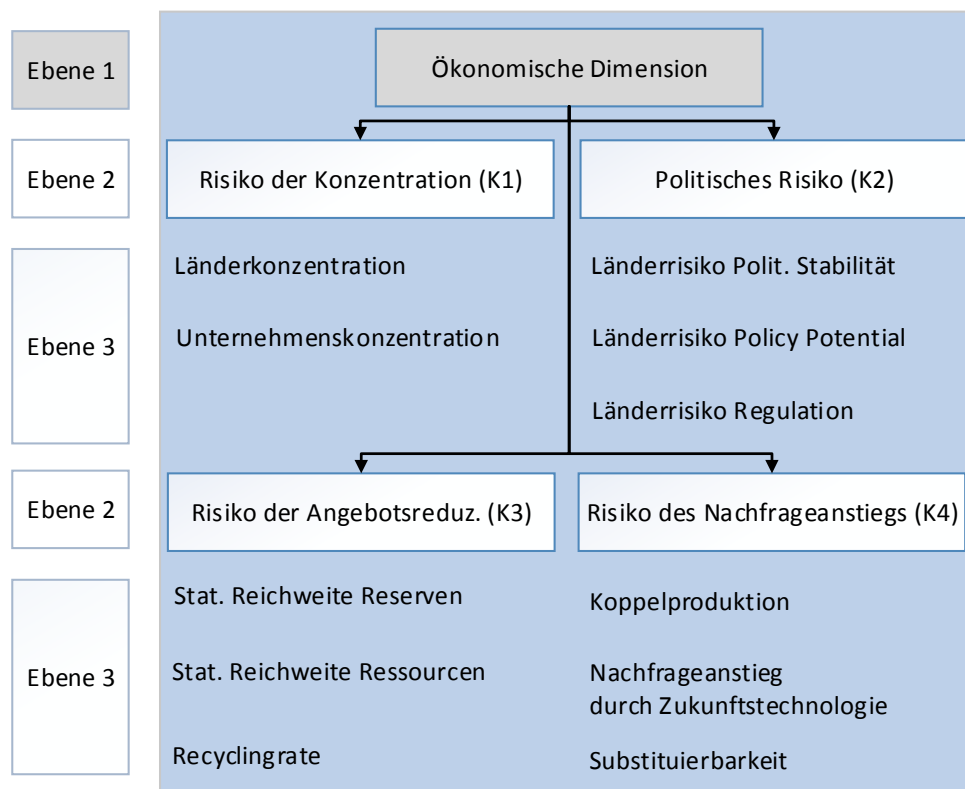 Ebene 1
Ökonomische Dimension
Ebene 2
Risiko der Konzentration (K1)
Politisches Risiko (K2)
Ebene 3
Länderkonzentration
Unternehmenskonzentration
Länderrisiko Polit. Stabilität
Länderrisiko Policy Potential
Länderrisiko Regulation
Ebene 2
Risiko der Angebotsreduz. (K3)
Risiko des Nachfrageanstiegs (K4)
Ebene 3
Stat. Reichweite Reserven
Stat. Reichweite Ressourcen
Recyclingrate
Koppelproduktion
Nachfrageanstieg
durch Zukunftstechnologie
Substituierbarkeit